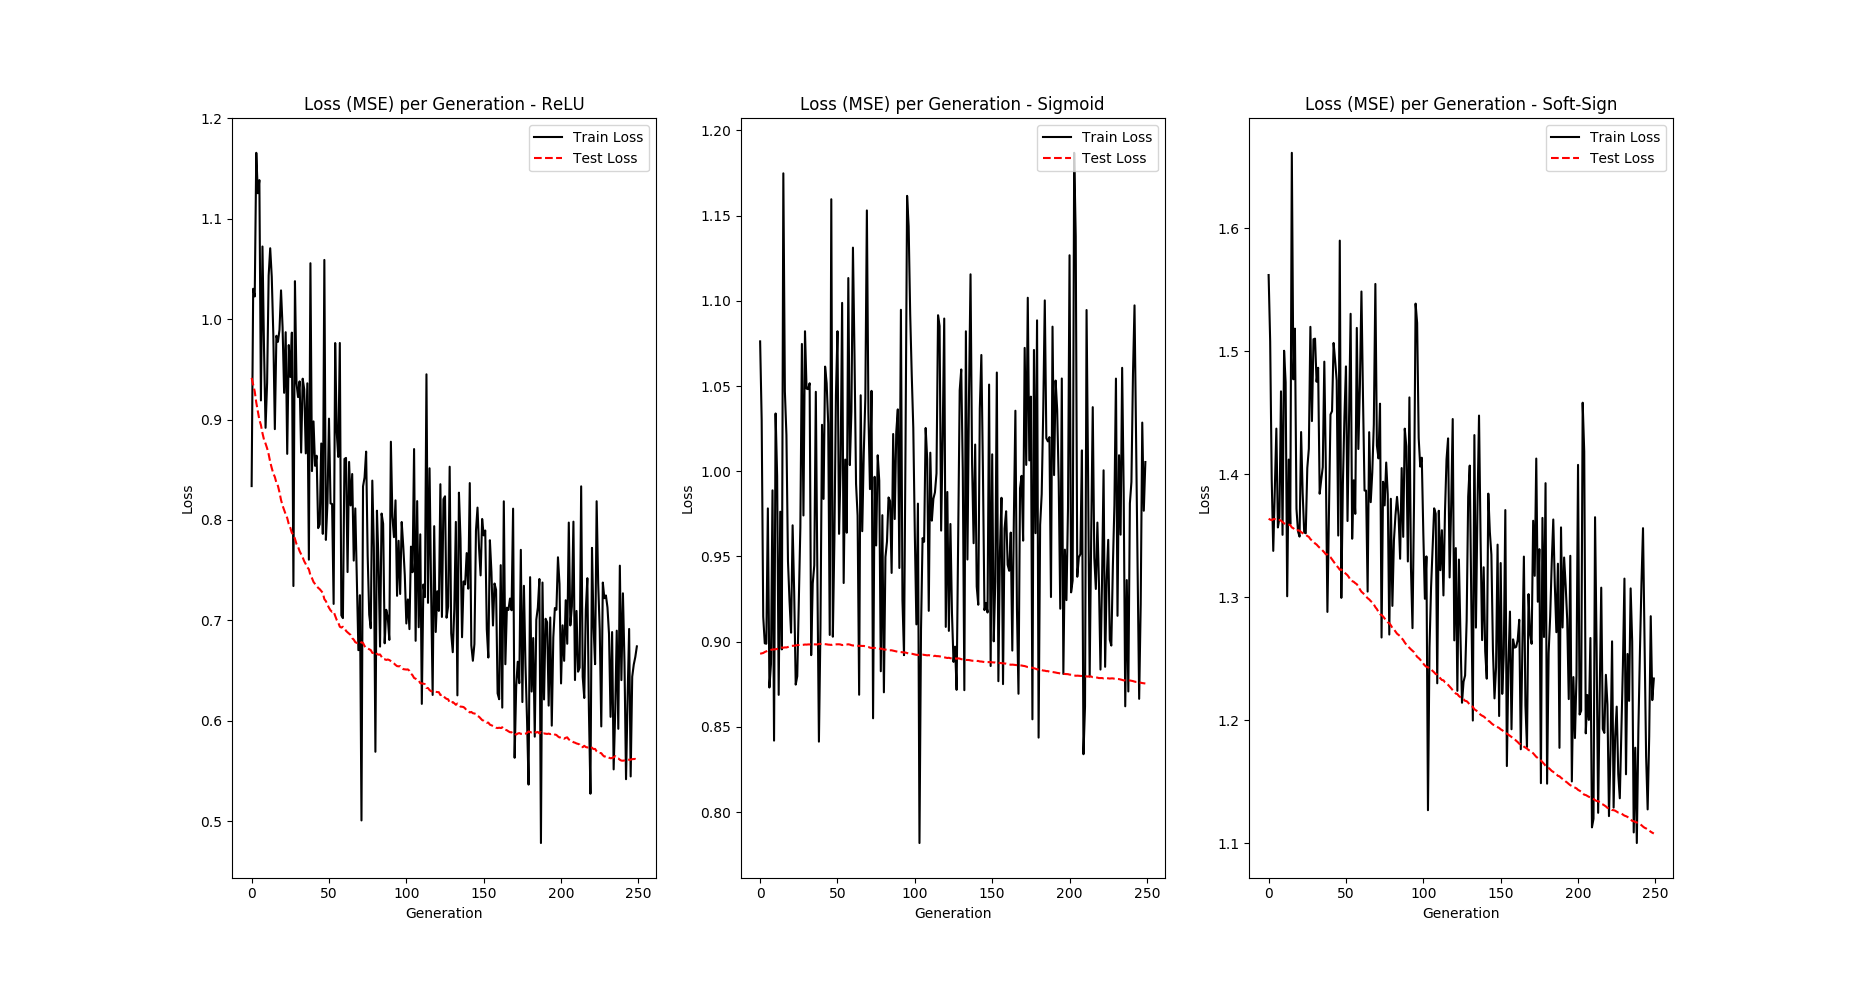 Loss (MSE) per Generation - ReLU
1.2
1.1
1.0
0.9
0.8
0.7
0.6
0.5
Loss
0
50
100
150
200
250
Generation
Train Loss
Test Loss
Loss (MSE) per Generation - Sigmoid
1.20
1.15
1.10
1.05
1.00
0.95
0.90
0.85
0.80
Loss
0
50
100
150
200
250
Generation
Train Loss
Test Loss
Loss (MSE) per Generation - Soft-Sign
1.6
1.5
1.4
1.3
1.2
1.1
Loss
0
50
100
150
200
250
Generation
Train Loss
Test Loss